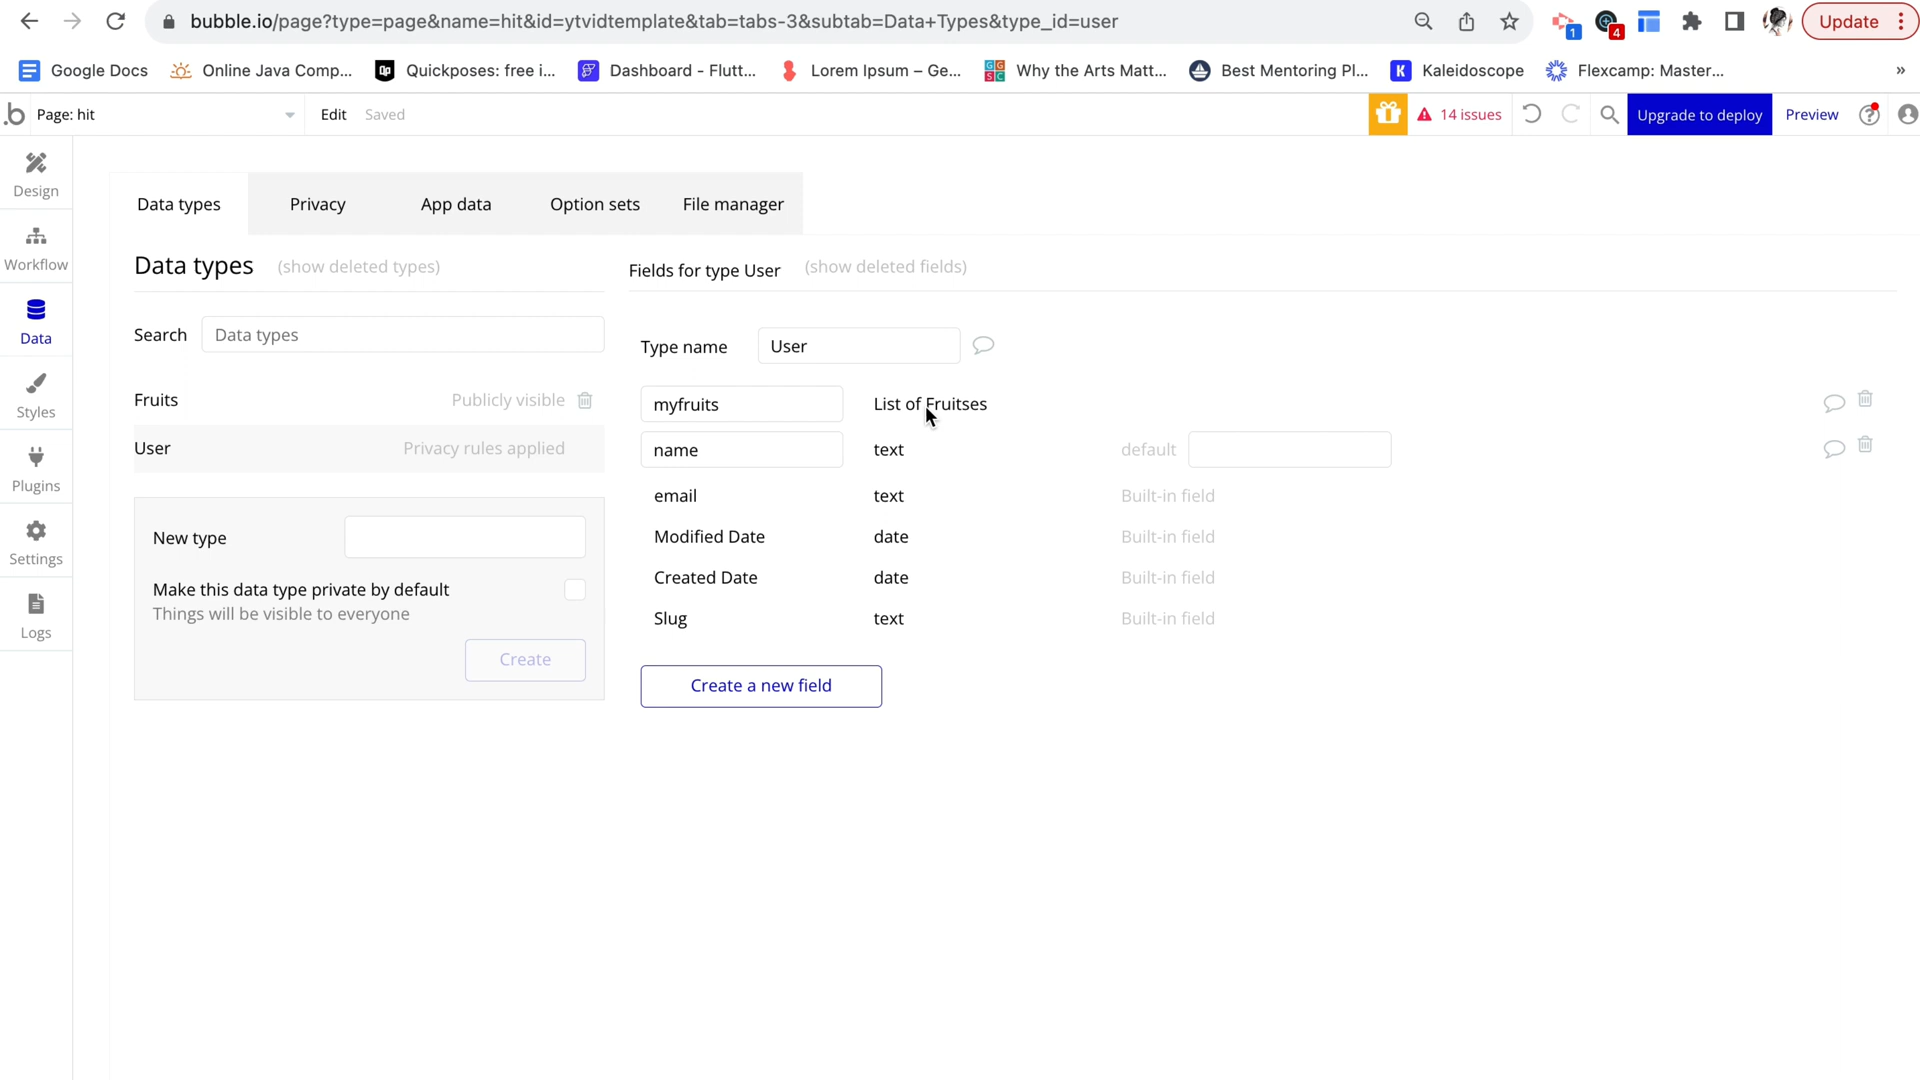 bubble.io/page?type=page&name=hit&id=ytvidtemplate&tab=tabs-3&subtab=Data+Types&type_id=user
1
4
Update
Google Docs
Online Java Comp...
Quickposes: free i...
Dashboard - Flutt...
Lorem Ipsum – Ge...
Why the Arts Matt...
Best Mentoring Pl...
Kaleidoscope
Flexcamp: Master...
»
Page: hit
Edit
Saved
14 issues
Upgrade to deploy
Preview
Design
Workflow
Data
Styles
Plugins
Settings
Logs
Data types
Privacy
App data
Option sets
File manager
Data types (show deleted types)
Search Data types
Fruits Publicly visible
User Privacy rules applied
New type
Make this data type private by default
Things will be visible to everyone
Create
Fields for type User (show deleted fields)
Type name User
myfruits List of Fruitses
name text default
email text Built-in field
Modified Date date Built-in field
Created Date date Built-in field
Slug text Built-in field
Create a new field